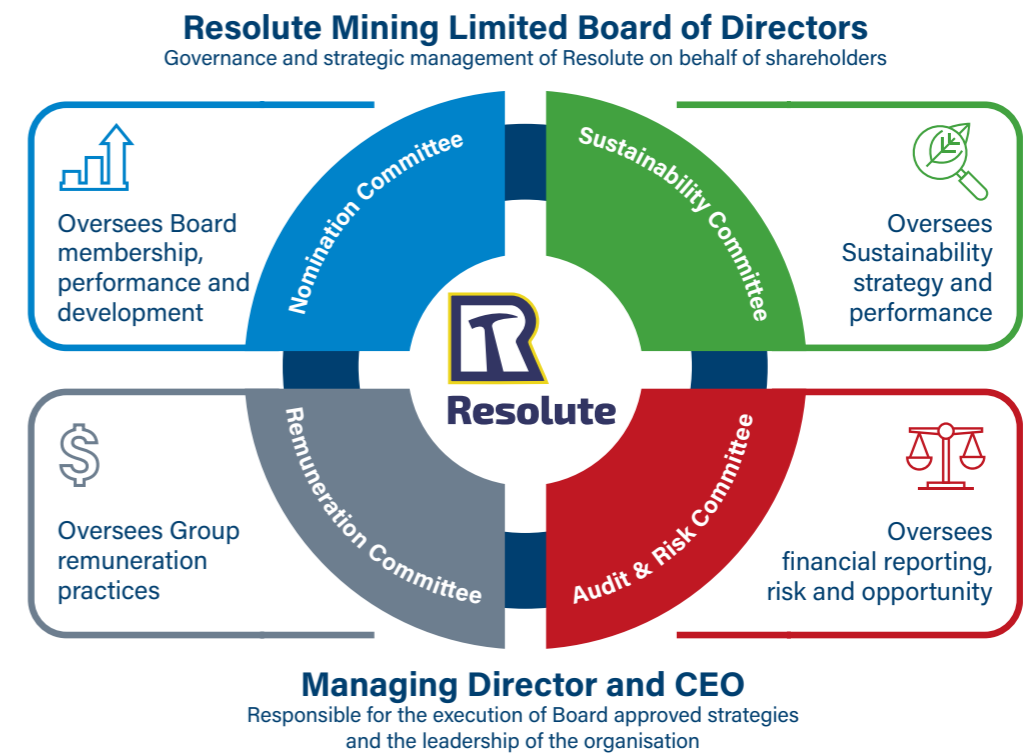 Resolute Mining Limited Board of Directors
Governance and strategic management of Resolute on behalf of shareholders
Nomination Committee
Oversees Board
membership,
performance and
development
Sustainability Committee
Oversees
Sustainability
strategy and
performance
R
Resolute
Remuneration Committee
$
Oversees Group
remuneration
practices
Audit & Risk Committee
Oversees
financial reporting,
risk and opportunity
Managing Director and CEO
Responsible for the execution of Board approved strategies
and the leadership of the organisation